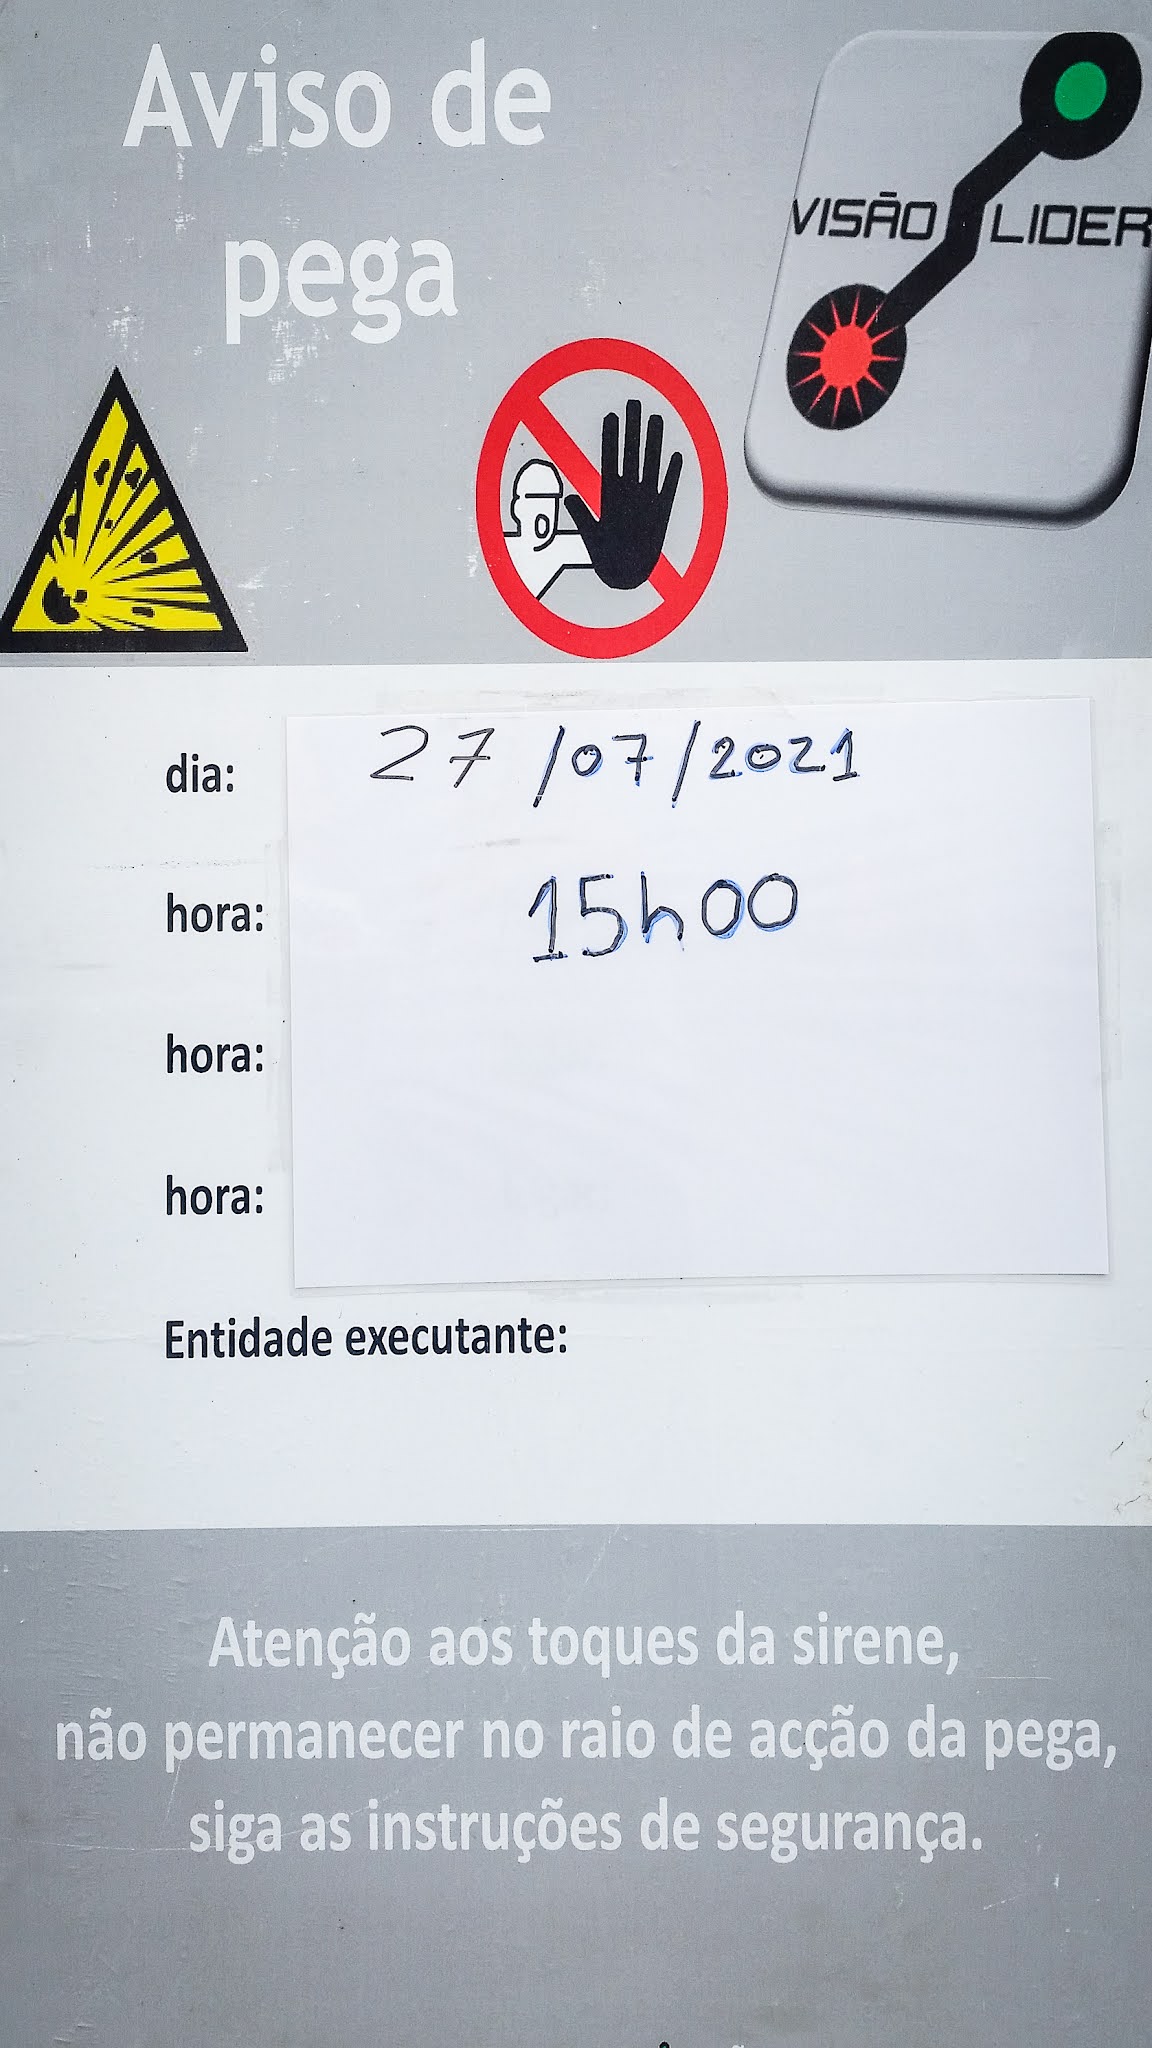 Aviso de
pega
VISÃO LIDER
dia: 27/07/2021
hora: 15h00
hora:
hora:
Entidade executante:
Atenção aos toques da sirene,
não permanecer no raio de acção da pega,
siga as instruções de segurança.